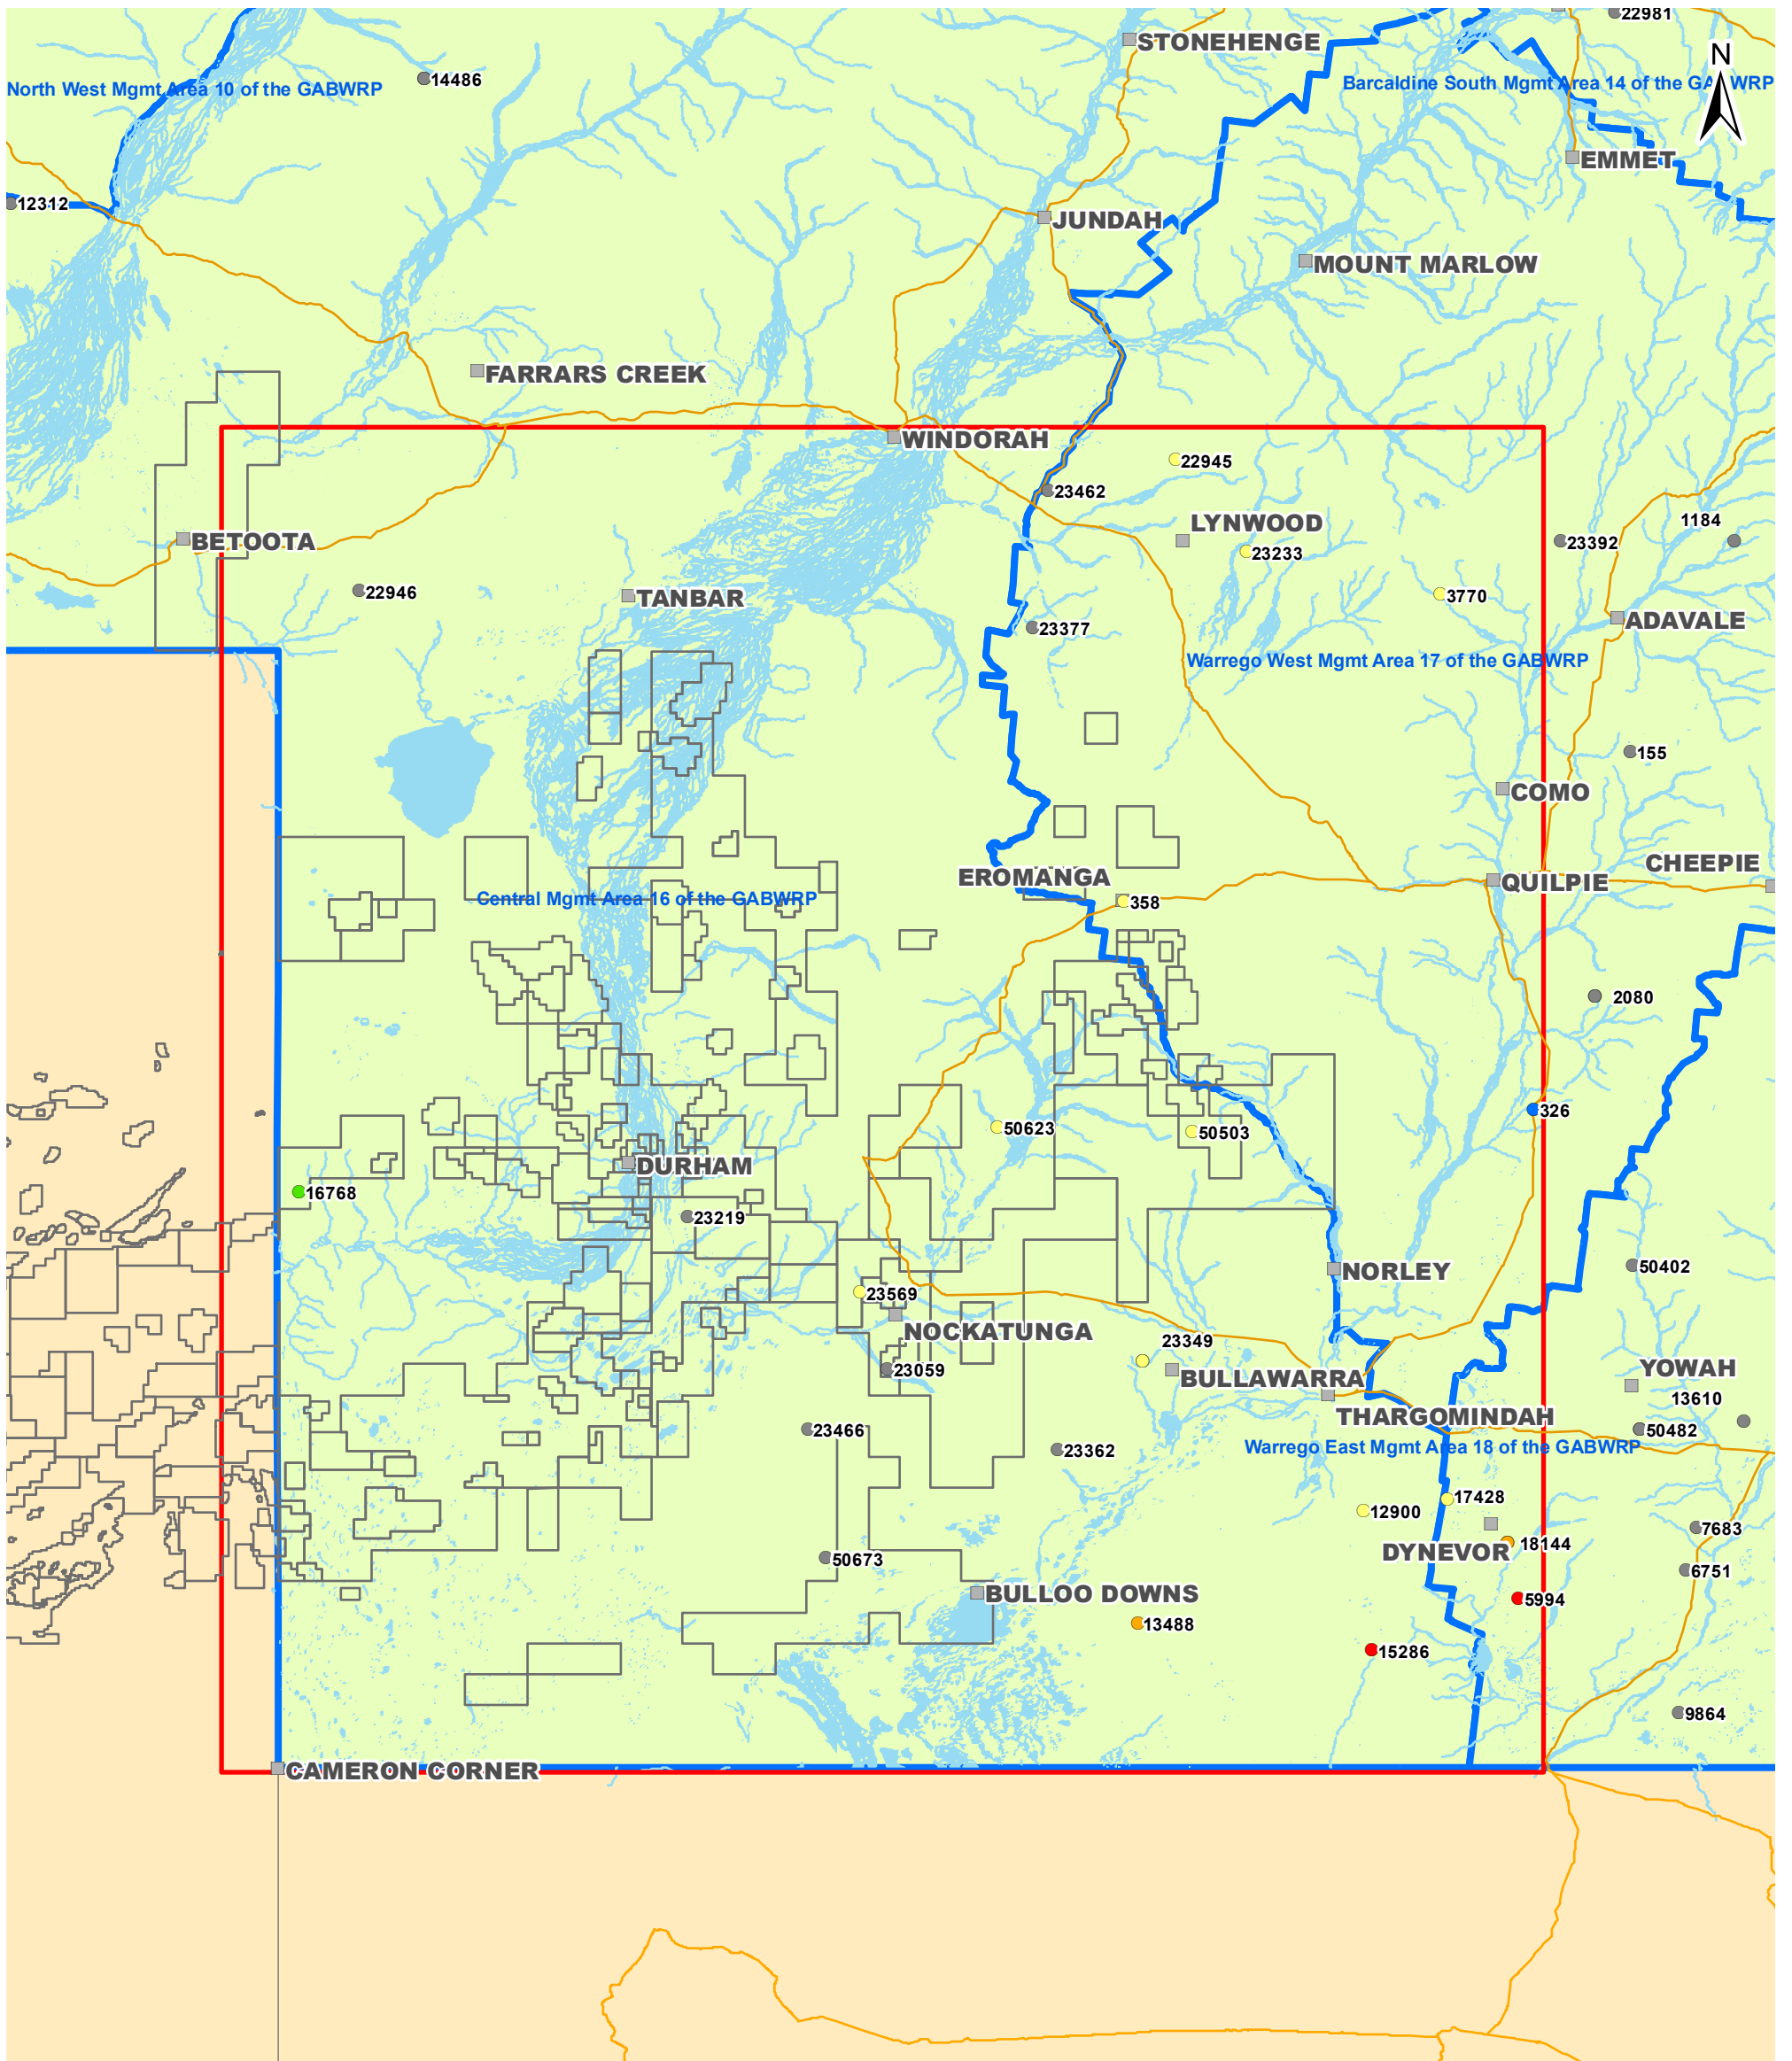 22981
STONEHENGE
N
14486
North West Mgmt Area 10 of the GABWRP
Barcaldine South Mgmt Area 14 of the GABWRP
EMMET
12312
JUNDAH
MOUNT MARLOW
FARRARS CREEK
WINDORAH
22945
23462
LYNWOOD
1184
BETOOTA
23233
23392
22946
TANBAR
3770
ADAVALE
23377
Warrego West Mgmt Area 17 of the GABWRP
155
COMO
CHEEPIE
EROMANGA
QUILPIE
Central Mgmt Area 16 of the GABWRP
358
2080
326
50623
50503
DURHAM
16768
23219
50402
NORLEY
23569
NOCKATUNGA
23349
YOWAH
23059
BULLAWARRA
13610
THARGOMINDAH
23466
50482
23362
Warrego East Mgmt Area 18 of the GABWRP
17428
12900
7683
18144
DYNEVOR
50673
6751
BULLOO DOWNS
5994
13488
15286
9864
CAMERON CORNER